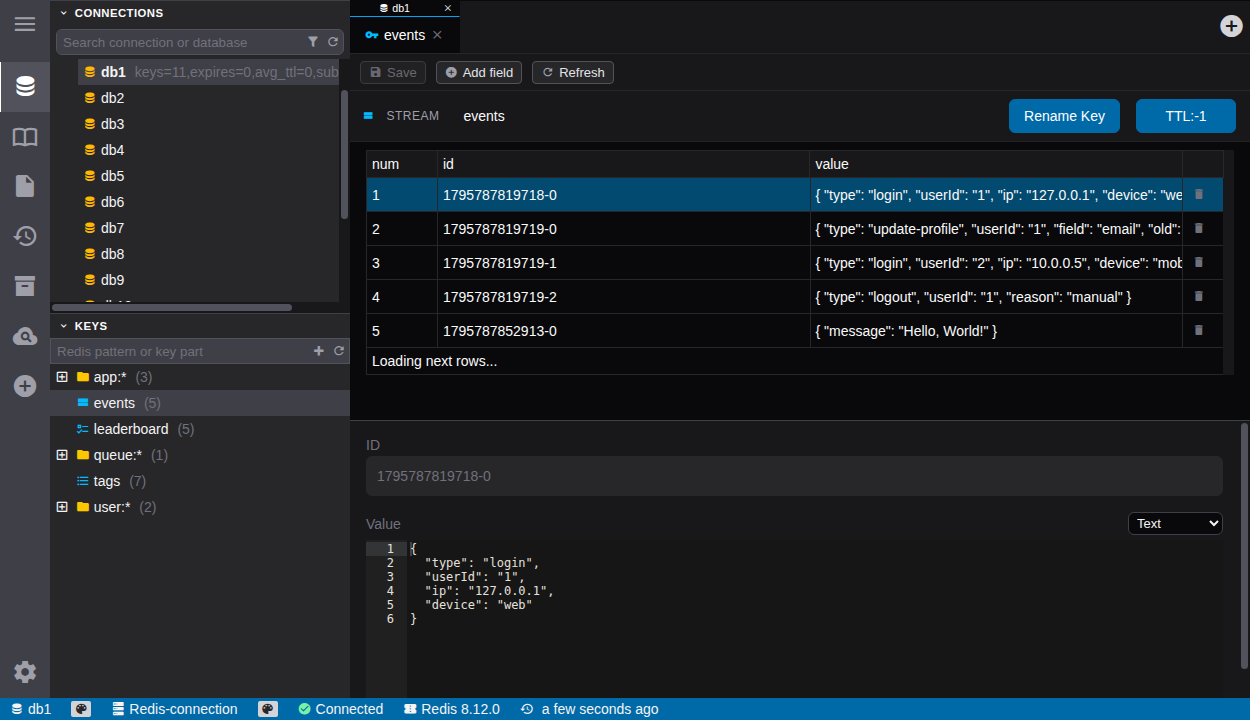 CONNECTIONS
Search connection or database
db1 keys=11,expires=0,avg_ttl=0,sub
db2
db3
db4
db5
db6
db7
db8
db9
KEYS
Redis pattern or key part
app:* (3)
events (5)
leaderboard (5)
queue:* (1)
tags (7)
user:* (2)
db1
events
Save Add field Refresh
STREAM events Rename Key TTL:-1
num id value
1 1795787819718-0 { "type": "login", "userId": "1", "ip": "127.0.0.1", "device": "we
2 1795787819719-0 { "type": "update-profile", "userId": "1", "field": "email", "old":
3 1795787819719-1 { "type": "login", "userId": "2", "ip": "10.0.0.5", "device": "mob
4 1795787819719-2 { "type": "logout", "userId": "1", "reason": "manual" }
5 1795787852913-0 { "message": "Hello, World!" }
Loading next rows...
ID
1795787819718-0
Value Text
1 {
2 "type": "login",
3 "userId": "1",
4 "ip": "127.0.0.1",
5 "device": "web"
6 }
db1 Redis-connection Connected Redis 8.12.0 a few seconds ago